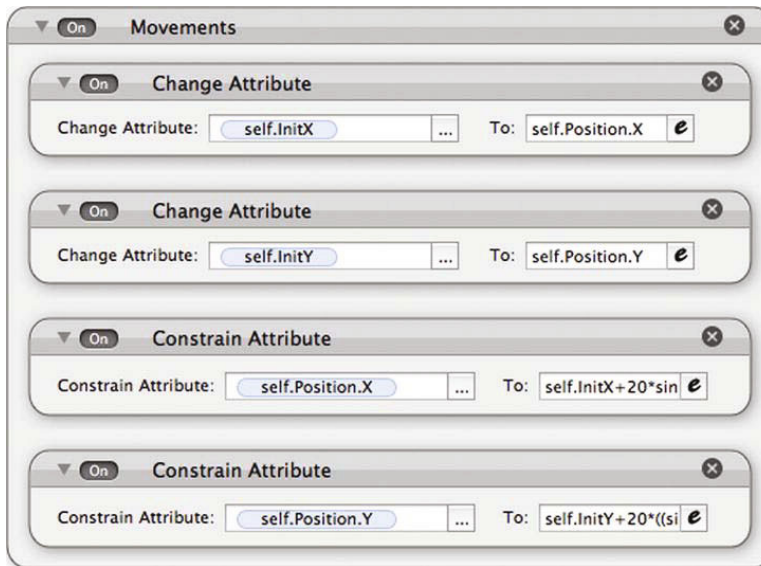 On Movements
On Change Attribute
Change Attribute: self.InitX ... To: self.Position.X e
On Change Attribute
Change Attribute: self.InitY ... To: self.Position.Y e
On Constrain Attribute
Constrain Attribute: self.Position.X ... To: self.InitX+20*sin e
On Constrain Attribute
Constrain Attribute: self.Position.Y ... To: self.InitY+20*((si e